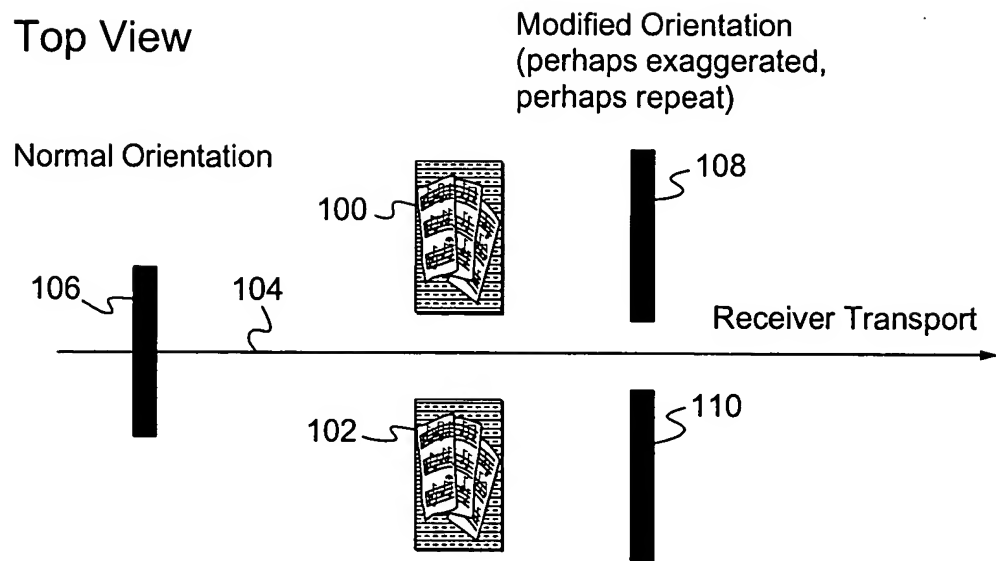 Top View
Modified Orientation
(perhaps exaggerated,
perhaps repeat)
Normal Orientation
100
108
106
104
Receiver Transport
102
110